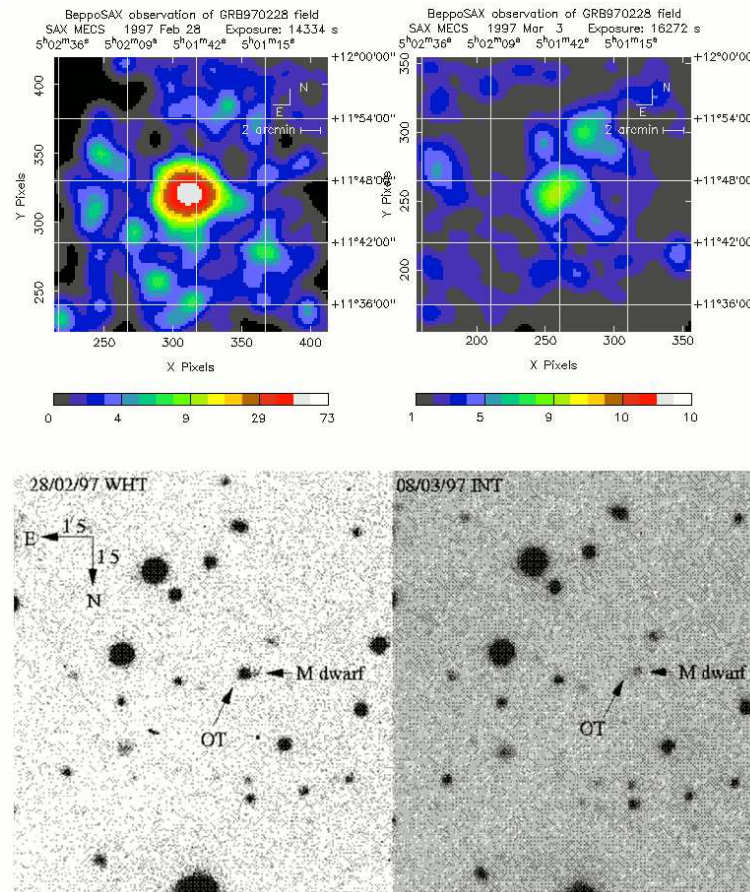 BeppoSAX observation of GRB970228 field
SAX MECS 1997 Feb 28 Exposure: 14334 s
5ʰ02ᵐ36ˢ 5ʰ02ᵐ09ˢ 5ʰ01ᵐ42ˢ 5ʰ01ᵐ15ˢ
+12°00'00"
400
N
E
2 arcmin
+11°54'00"
350
+11°48'00"
Y Pixels
300
+11°42'00"
250
+11°36'00"
250 300 350 400
X Pixels
0 4 9 29 73
BeppoSAX observation of GRB970228 field
SAX MECS 1997 Mar 3 Exposure: 16272 s
5ʰ02ᵐ36ˢ 5ʰ02ᵐ09ˢ 5ʰ01ᵐ42ˢ 5ʰ01ᵐ15ˢ
350
+12°00'00"
N
E
2 arcmin
+11°54'00"
300
+11°48'00"
Y Pixels
250
+11°42'00"
200
+11°36'00"
200 250 300 350
X Pixels
1 5 9 10 10
28/02/97 WHT
E
1'5
1'5
N
M dwarf
OT
08/03/97 INT
M dwarf
OT